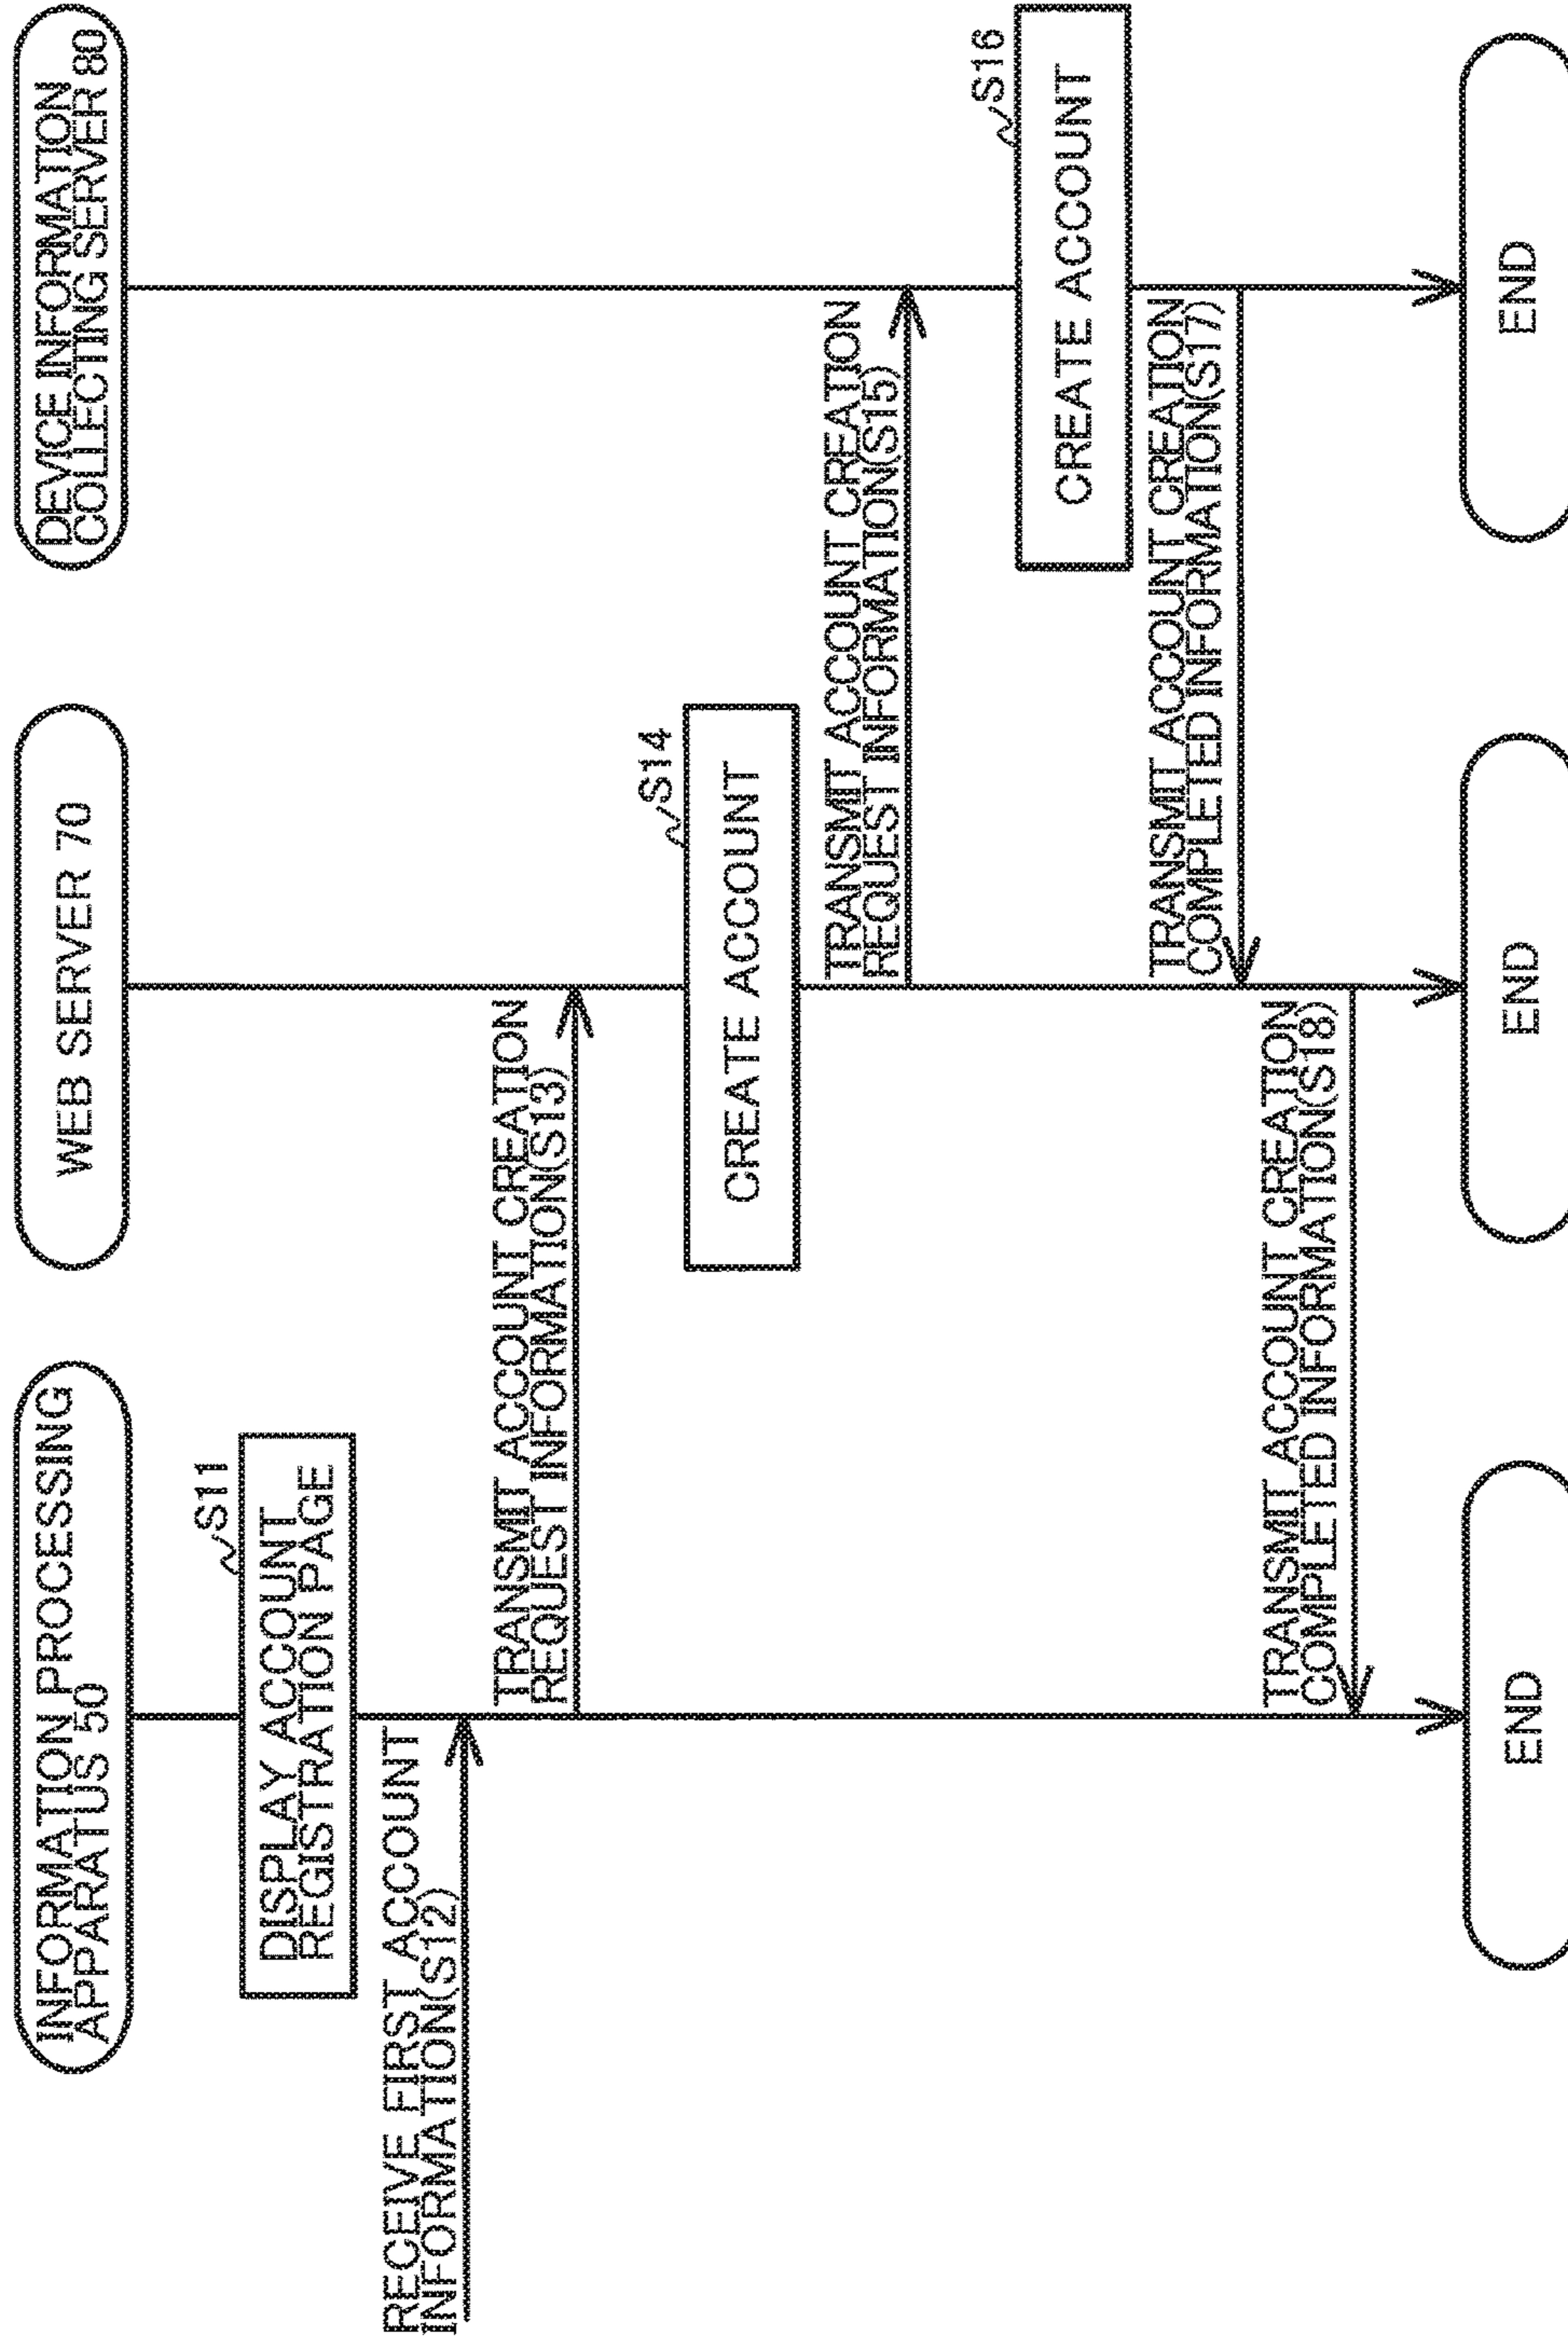 INFORMATION PROCESSING
APPARATUS 50
WEB SERVER 70
DEVICE INFORMATION
COLLECTING SERVER 80
S11
DISPLAY ACCOUNT
REGISTRATION PAGE
RECEIVE FIRST ACCOUNT
INFORMATION(S12)
TRANSMIT ACCOUNT CREATION
REQUEST INFORMATION(S13)
S14
CREATE ACCOUNT
TRANSMIT ACCOUNT CREATION
REQUEST INFORMATION(S15)
S16
CREATE ACCOUNT
TRANSMIT ACCOUNT CREATION
COMPLETED INFORMATION(S17)
TRANSMIT ACCOUNT CREATION
COMPLETED INFORMATION(S18)
END
END
END